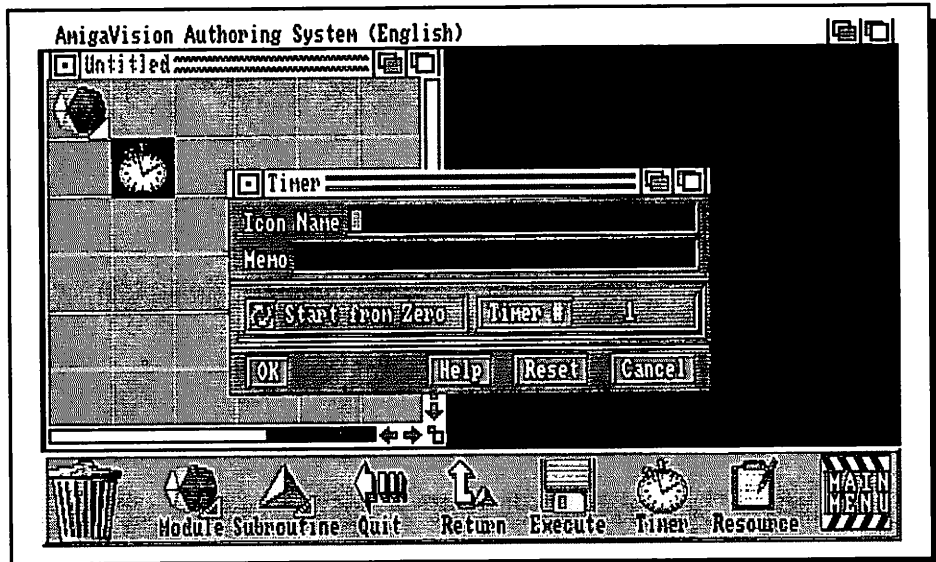 AmigaVision Authoring System (English)
Untitled
Timer
Icon Name
Memo
Start from Zero Timer # 1
OK Help Reset Cancel
Module Subroutine Quit Return Execute Timer Resource MAIN MENU